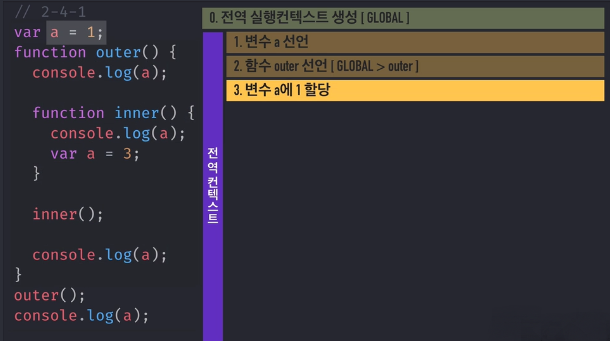 // 2-4-1
var a = 1;
function outer() {
  console.log(a);

  function inner() {
    console.log(a);
    var a = 3;
  }

  inner();

  console.log(a);
}
outer();
console.log(a);
0. 전역 실행컨텍스트 생성 [ GLOBAL ]
1. 변수 a 선언
2. 함수 outer 선언 [ GLOBAL > outer ]
3. 변수 a에 1 할당
전역 컨텍스트